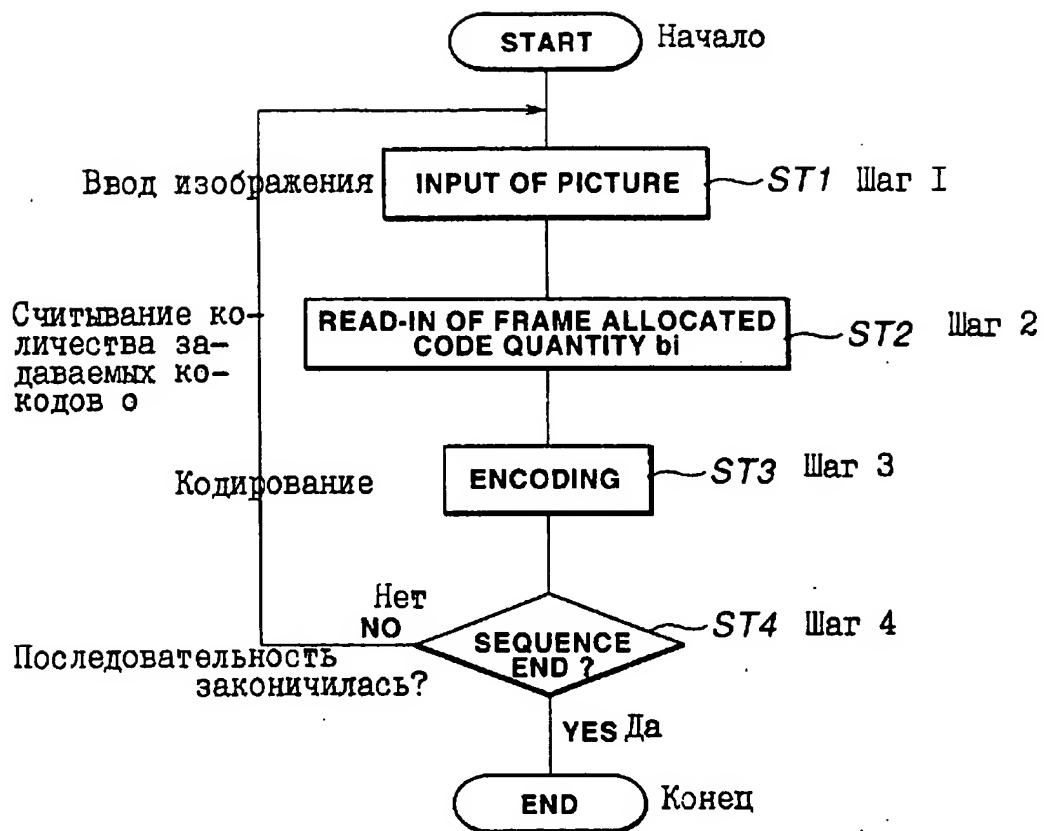 START Начало
Ввод изображения INPUT OF PICTURE ST1 Шаг I
Считывание ко-
личества за-
даваемых ко-
кодов о
READ-IN OF FRAME ALLOCATED
CODE QUANTITY bi
ST2 Шаг 2
Кодирование ENCODING ST3 Шаг 3
Нет
NO
SEQUENCE
END ?
ST4 Шаг 4
Последовательность
закончичилась?
YES Да
END Конец